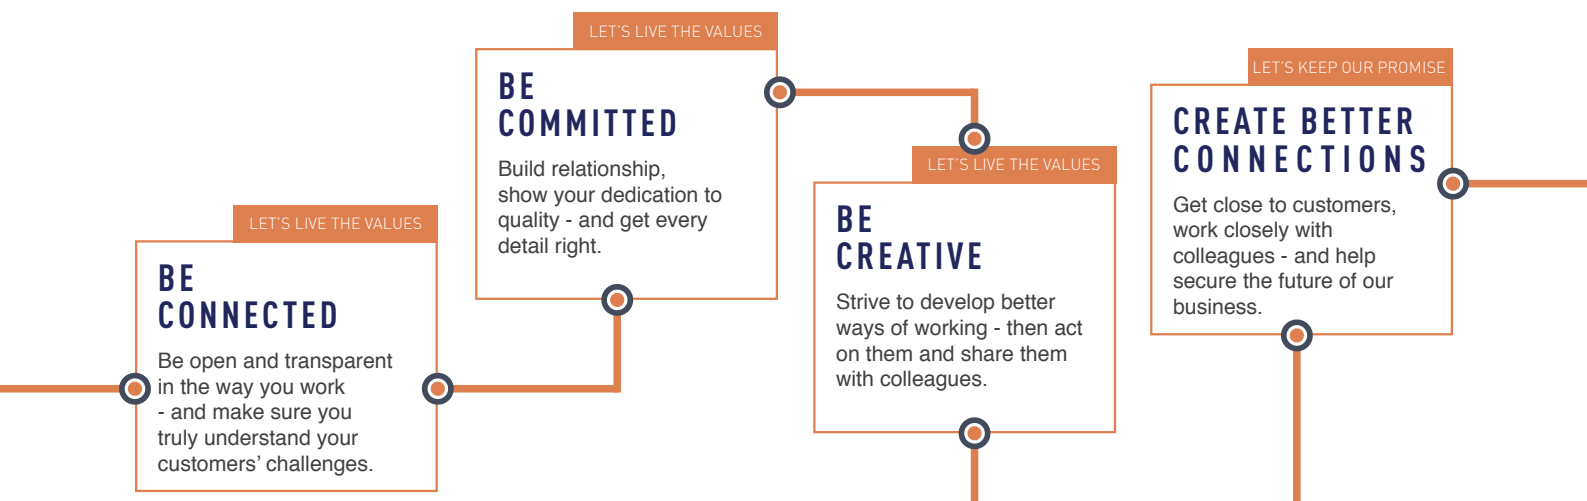 LET'S LIVE THE VALUES
BE
CONNECTED
Be open and transparent
in the way you work
- and make sure you
truly understand your
customers' challenges.
LET'S LIVE THE VALUES
BE
COMMITTED
Build relationship,
show your dedication to
quality - and get every
detail right.
LET'S LIVE THE VALUES
BE
CREATIVE
Strive to develop better
ways of working - then act
on them and share them
with colleagues.
LET'S KEEP OUR PROMISE
CREATE BETTER
CONNECTIONS
Get close to customers,
work closely with
colleagues - and help
secure the future of our
business.